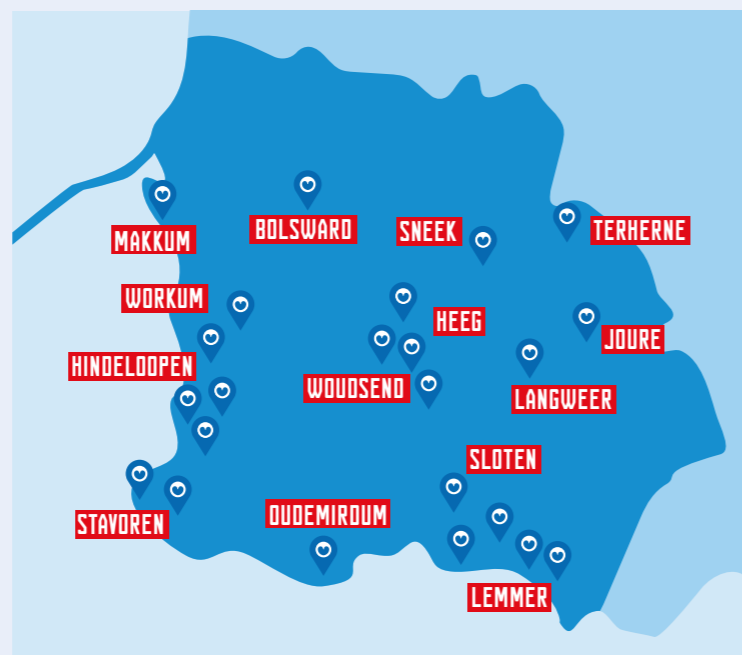 MAKKUM
BOLSWARD
SNEEK
TERHERNE
WORKUM
HEEG
JOURE
HINDELOOPEN
WOUDSEND
LANGWEER
SLOTEN
STAVOREN
OUDEMIRDUM
LEMMER